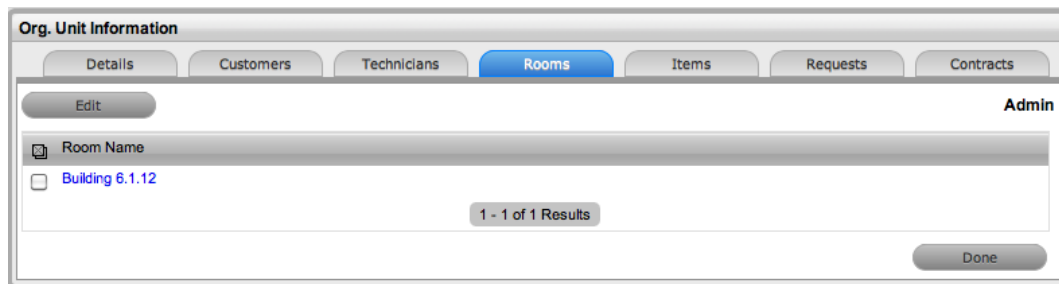 Org. Unit Information
Details Customers Technicians Rooms Items Requests Contracts
Edit Admin
Room Name
Building 6.1.12
1 - 1 of 1 Results
Done